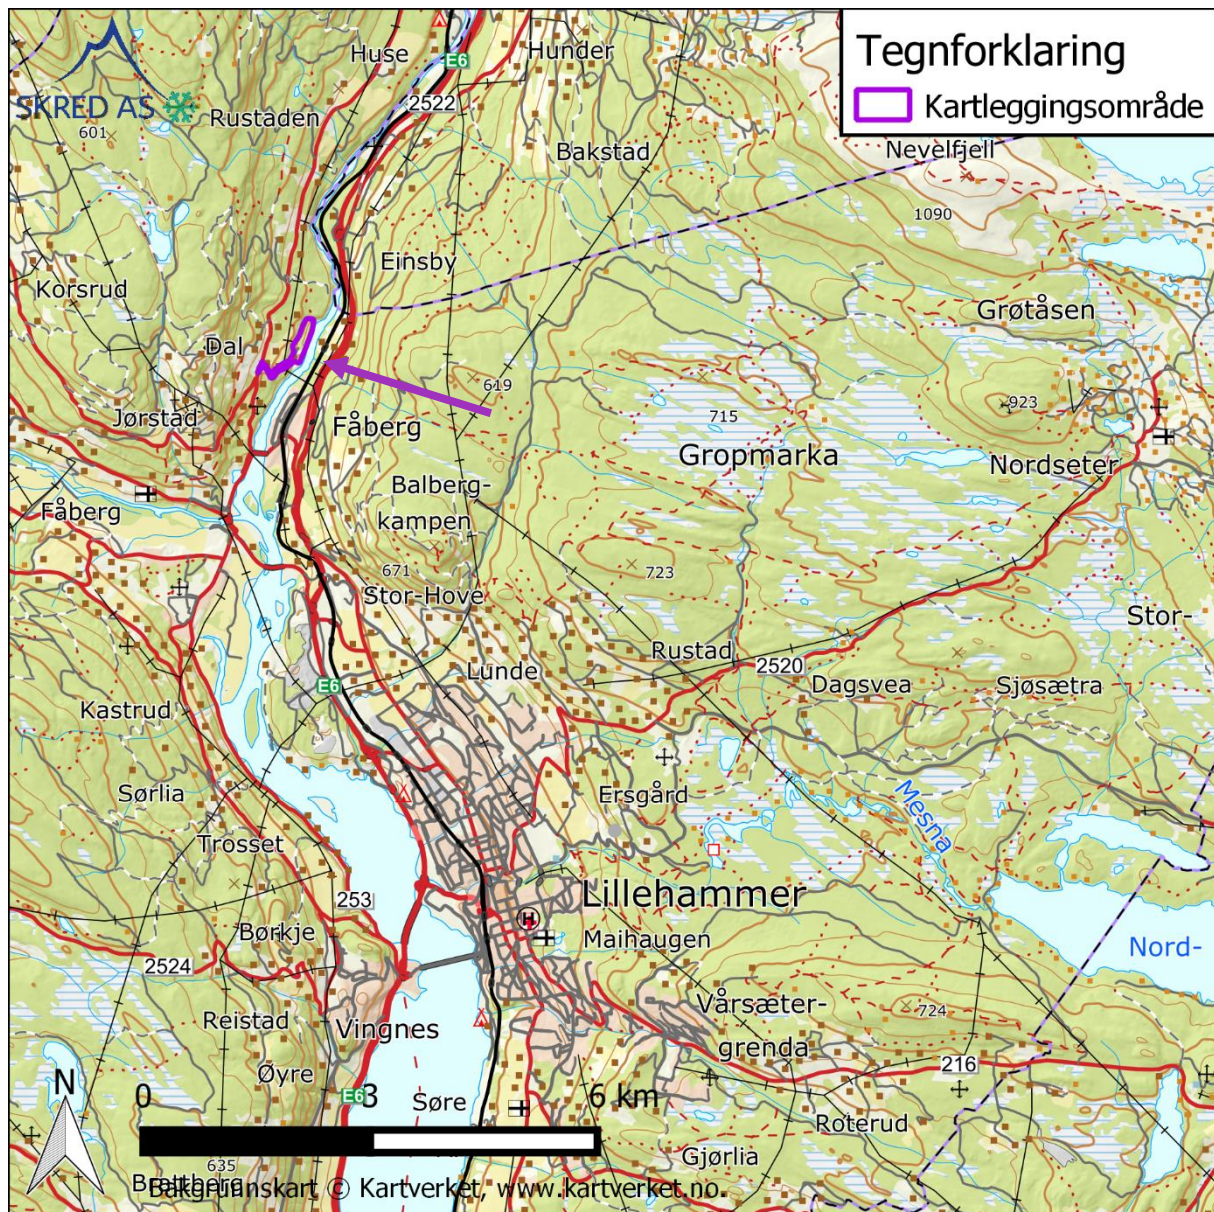 Huse
Hunder
E6
Tegnforklaring
Kartleggingsområde
SKRED AS
2522
Rustaden
601
Bakstad
Nevelfjell
1090
Einsby
Korsrud
Grøtåsen
Dal
619
923
715
Jørstad
Fåberg
Gropmarka
Nordseter
Balberg-
kampen
Fåberg
671
723
Stor-Hove
Stor-
Rustad
2520
Lunde
E6
Dagsvea
Sjøsætra
Kastrud
Sørlia
Ersgård
Mesna
Trosset
253
Lillehammer
H
Børkje
Maihaugen
Nord-
2524
Reistad
Vingnes
Vårsæter-
grenda
724
216
Øyre
N
0
3
6 km
E6
Søre
Roterud
Gjørlia
635
Brattberg
Bakgrunnskart © Kartverket, www.kartverket.no.